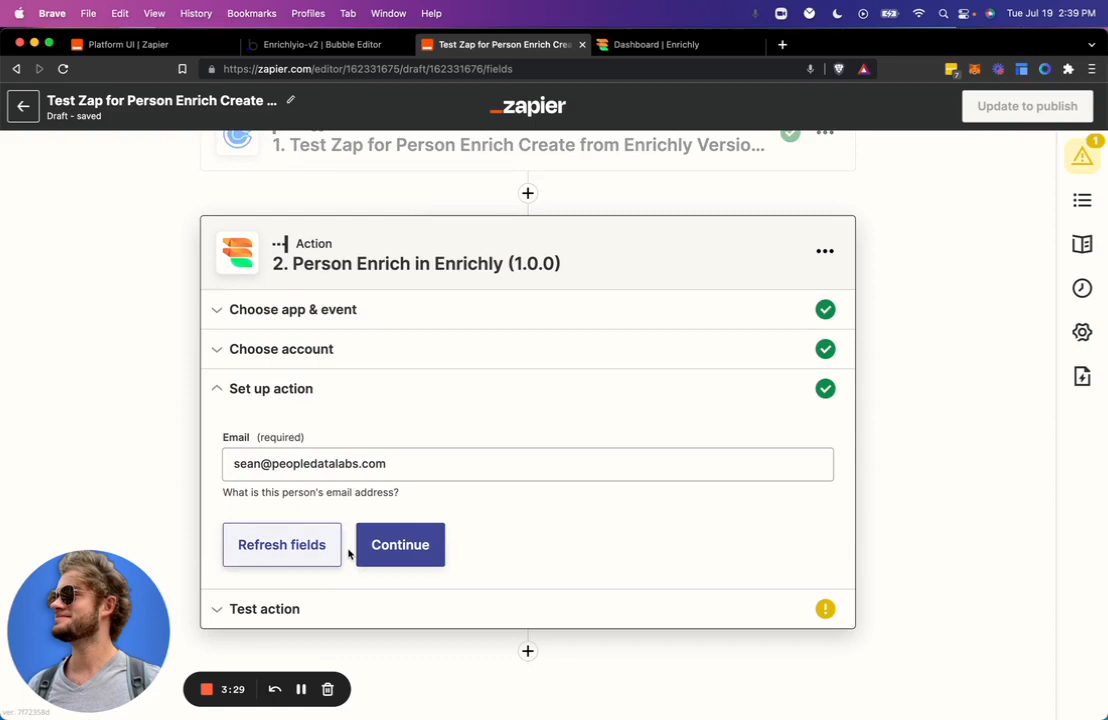 Brave File Edit View History Bookmarks Profiles Tab Window Help Tue Jul 19 2:39 PM
Platform UI | Zapier Enrichlyio-v2 | Bubble Editor Test Zap for Person Enrich Crea Dashboard | Enrichly
https://zapier.com/editor/162331675/draft/162331676/fields 7
Test Zap for Person Enrich Create ...
Draft - saved
zapier
Update to publish
1
1. Test Zap for Person Enrich Create from Enrichly Versio...
Action
2. Person Enrich in Enrichly (1.0.0)
Choose app & event
Choose account
Set up action
Email (required)
sean@peopledatalabs.com
What is this person's email address?
Refresh fields Continue
Test action
3:29
ver. 7f72358d